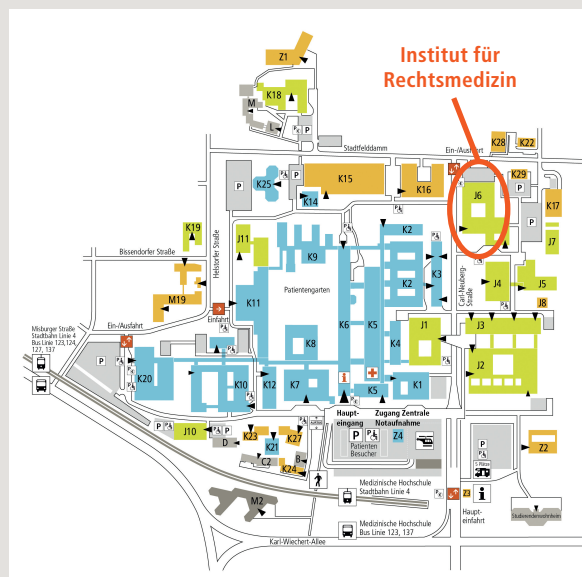 Institut für
Rechtsmedizin
Z1
K18
M
L
P
Stadtfelddamm
Ein-/Ausfahrt
K28
K22
P
K25
K14
K15
K16
J6
K29
P
K17
K19
J11
Bissendorfer Straße
Helstorfer Straße
K9
K2
K3
J7
Patientengarten
K2
Carl-Neuberg-
Straße
J4
J5
M19
K11
J8
Misburger Straße
Stadtbahn Linie 4
Bus Linie 123,124,
127, 137
Ein-/Ausfahrt
Einfahrt
K6
K5
K8
K4
J1
J3
J2
P
K20
K10
K12
K7
i
K5
K1
Haupt-
eingang
Zugang Zentrale
Notaufnahme
P
Patienten
Besucher
Z4
J10
D
K23
K21
K27
C2
B
K24
P
5 Plätze
Z2
M2
Medizinische Hochschule
Stadtbahn Linie 4
Z3
i
Haupt-
einfahrt
Studierendenwohnheim
Medizinische Hochschule
Bus Linie 123, 137
Karl-Wiechert-Allee